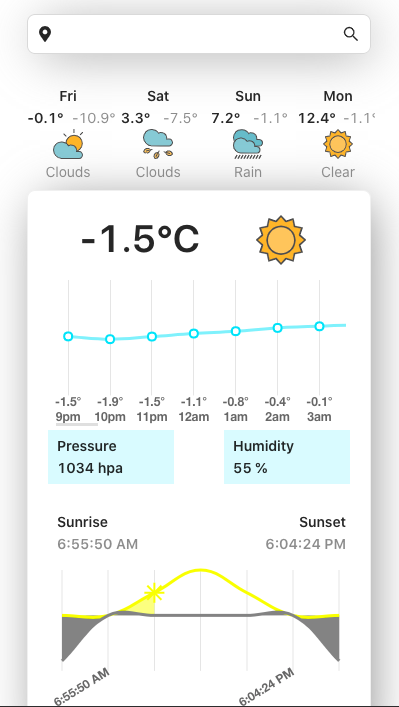 Fri Sat Sun Mon
-0.1° -10.9° 3.3° -7.5° 7.2° -1.1° 12.4° -1.1°
Clouds Clouds Rain Clear
-1.5°C
-1.5° -1.9° -1.5° -1.1° -0.8° -0.4° -0.1°
9pm 10pm 11pm 12am 1am 2am 3am
Pressure Humidity
1034 hpa 55 %
Sunrise Sunset
6:55:50 AM 6:04:24 PM
6:55:50 AM 6:04:24 PM